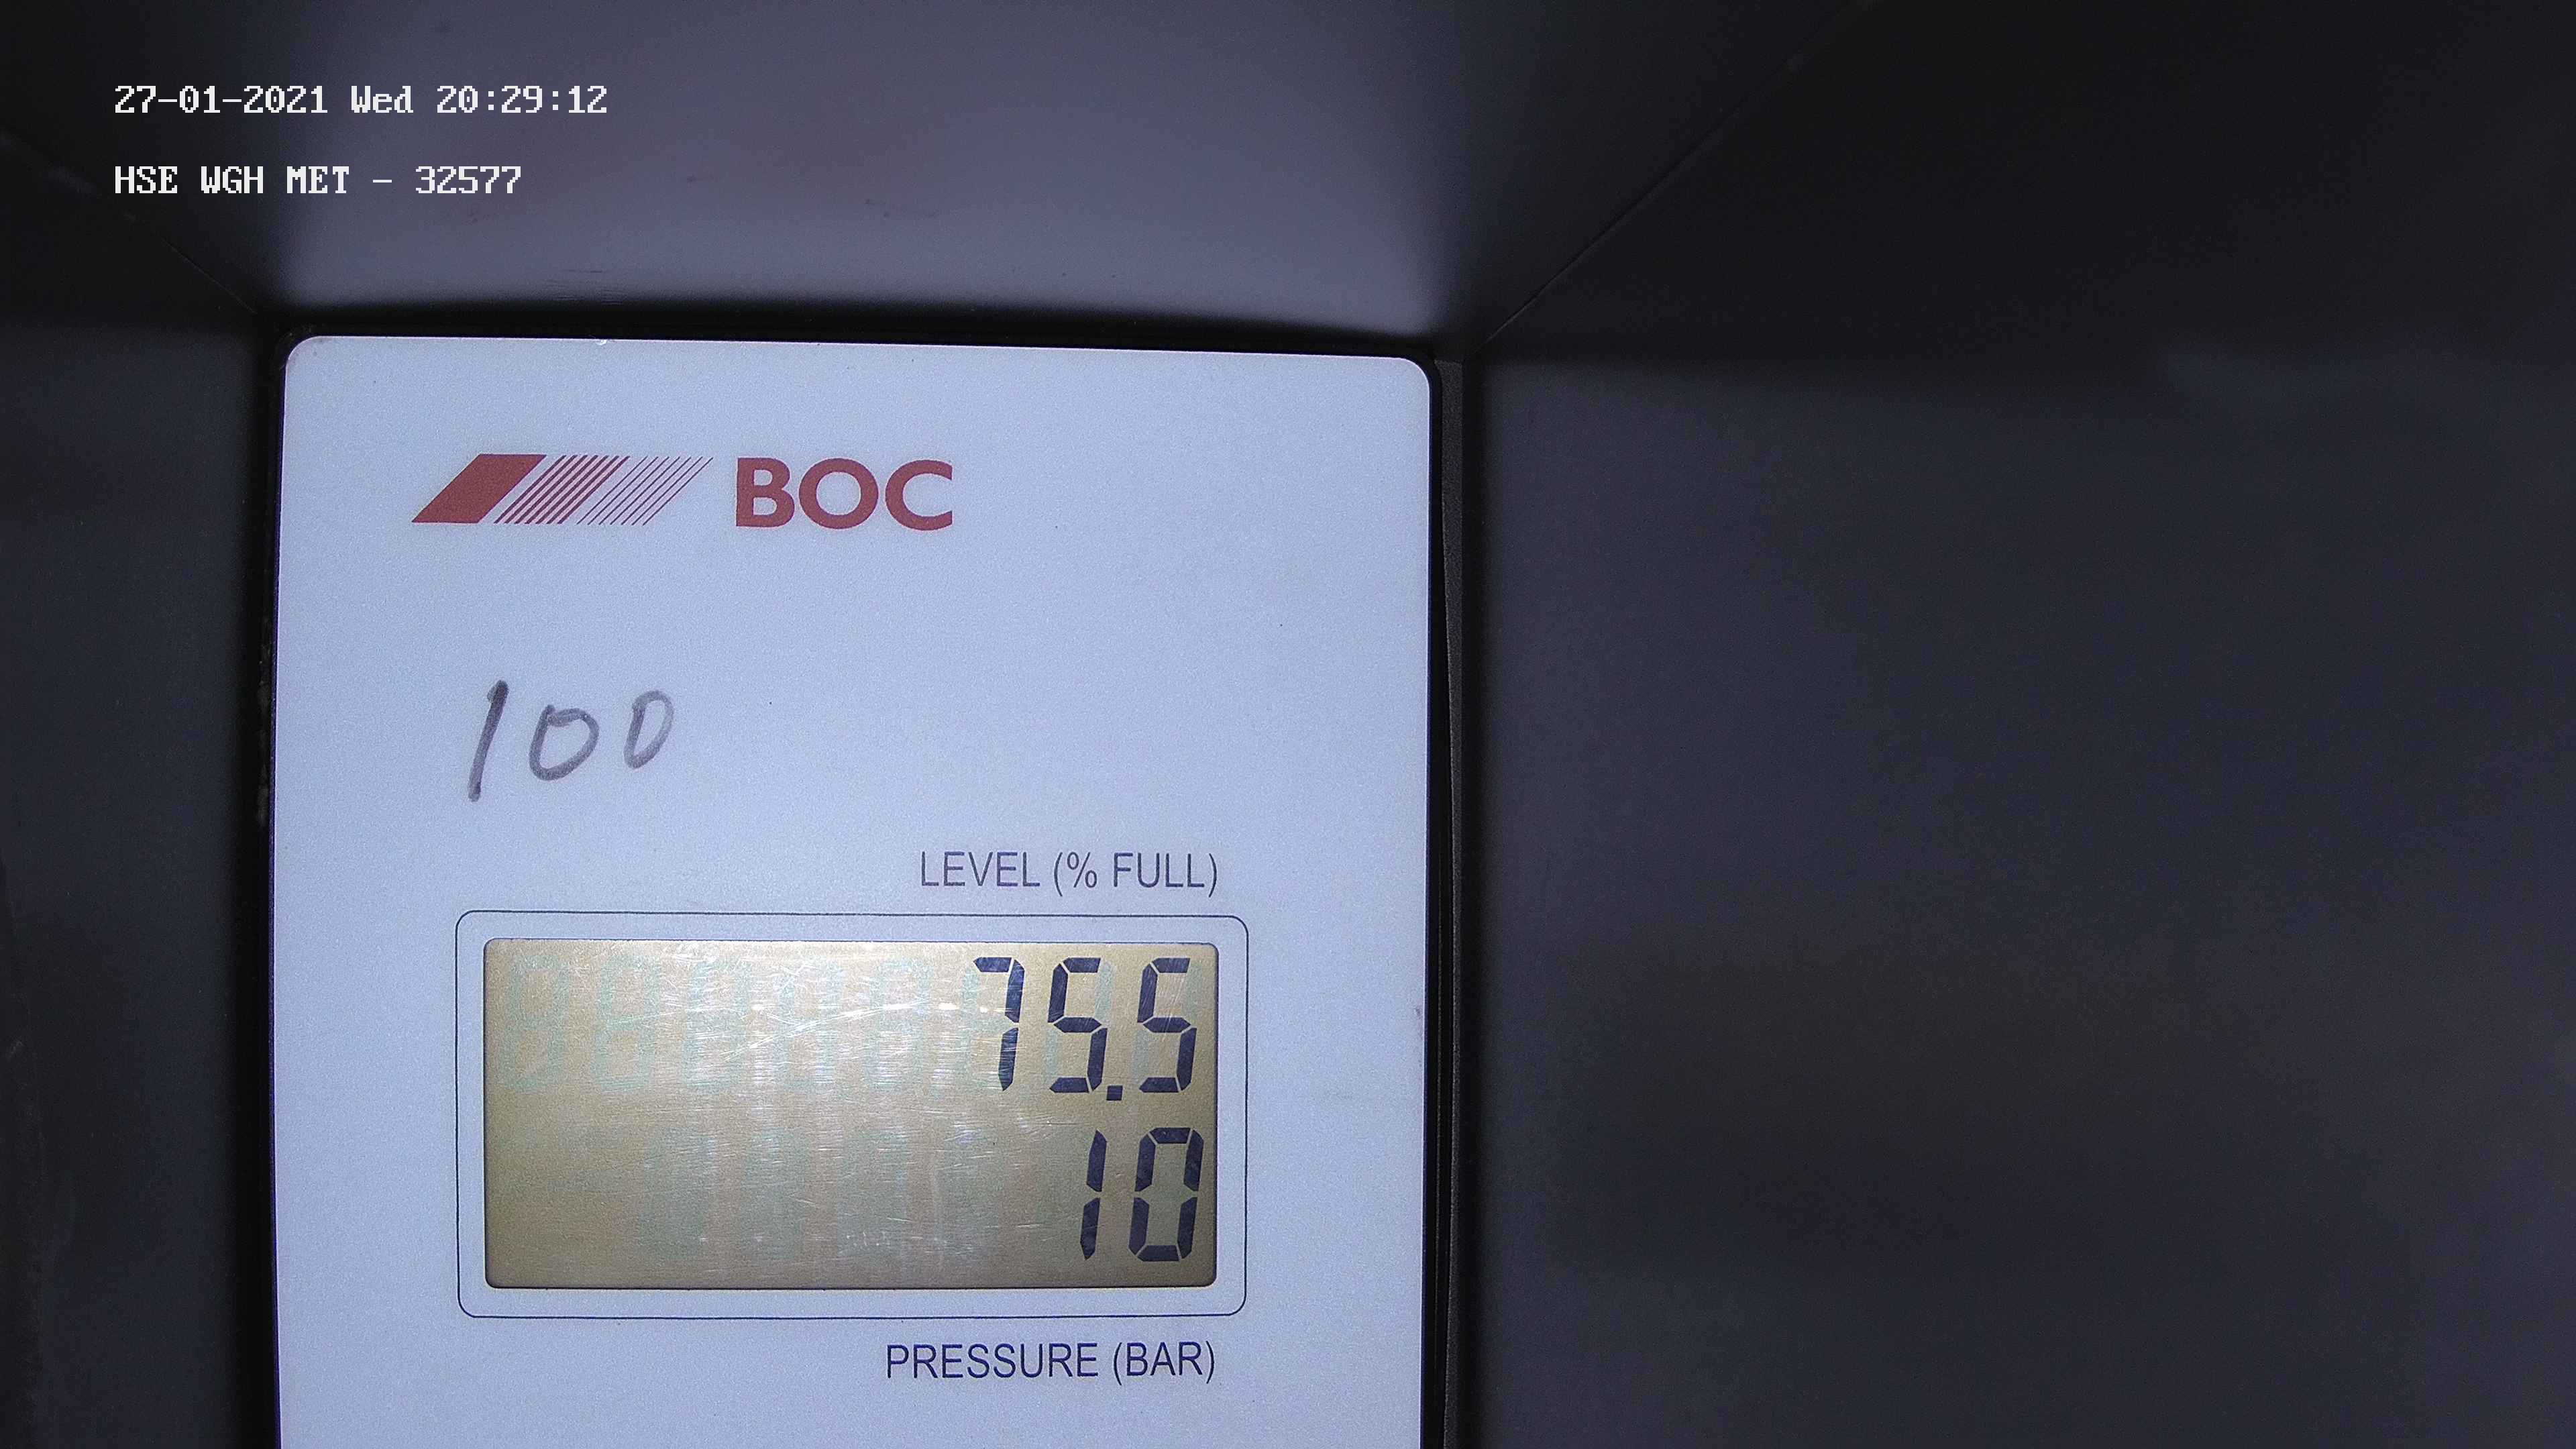 27-01-2021 Wed 20:29:12
HSE WGH MET - 32577
BOC
100
LEVEL (% FULL)
75.5
10
PRESSURE (BAR)